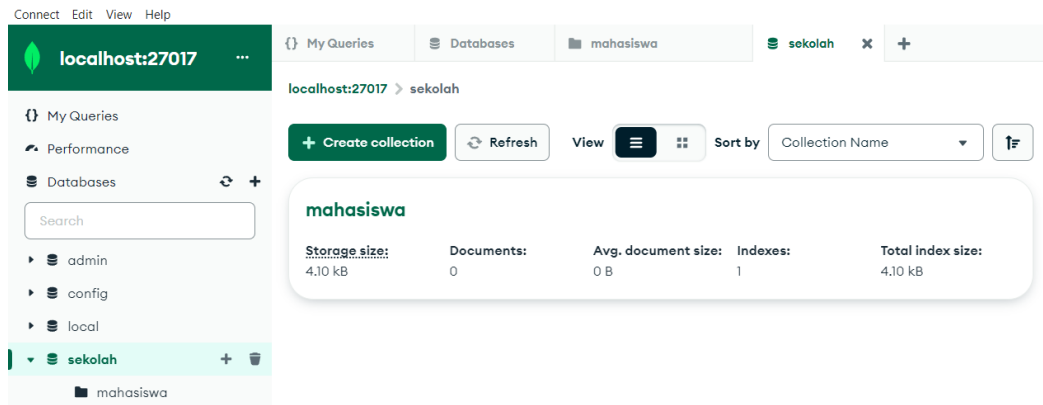 Connect Edit View Help
localhost:27017 ...
{} My Queries
Performance
Databases
Search
admin
config
local
sekolah
mahasiswa
{} My Queries Databases mahasiswa sekolah
localhost:27017 > sekolah
+ Create collection Refresh View Sort by Collection Name
mahasiswa
Storage size: Documents: Avg. document size: Indexes: Total index size:
4.10 kB 0 0 B 1 4.10 kB